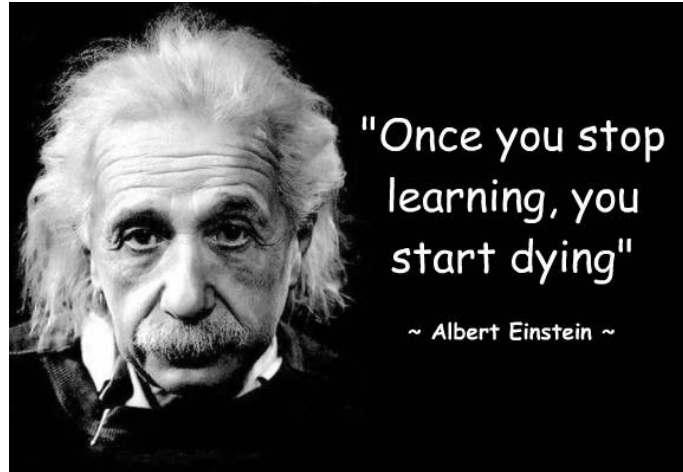 "Once you stop
learning, you
start dying"
~ Albert Einstein ~